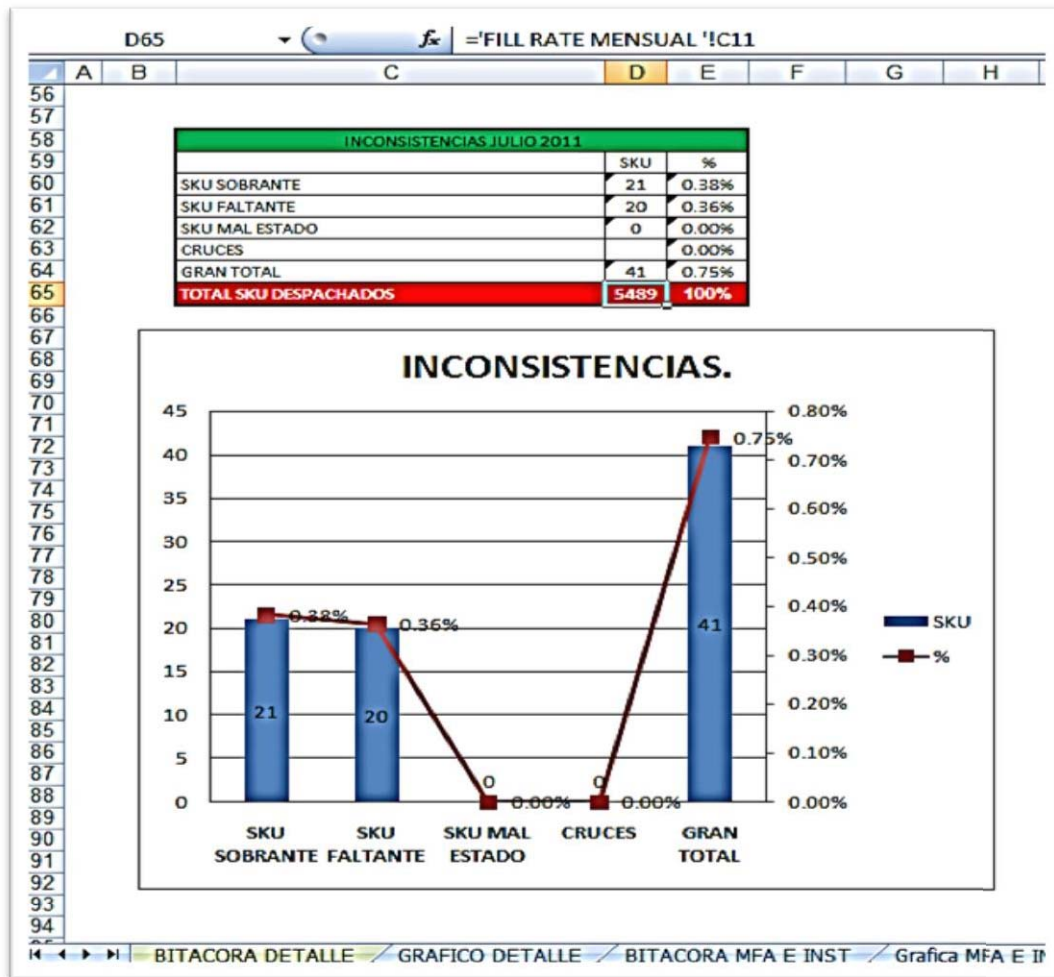 D65 fx ='FILL RATE MENSUAL '!C11
A B C D E F G H
56
57
58 INCONSISTENCIAS JULIO 2011
59 SKU %
60 SKU SOBRANTE 21 0.38%
61 SKU FALTANTE 20 0.36%
62 SKU MAL ESTADO 0 0.00%
63 CRUCES 0.00%
64 GRAN TOTAL 41 0.75%
65 TOTAL SKU DESPACHADOS 5489 100%
66
67
68
69
70
71
72
73
74
75
76
77
78
79
80
81
82
83
84
85
86
87
88
89
90
91
92
93
94
INCONSISTENCIAS.
45 0.80%
40 0.70%
35 0.60%
30 0.50%
25 0.40%
20 0.30%
15 0.20%
10 0.10%
5 0.00%
0
0.38% 0.36% 0.00% 0.00% 0.75%
21 20 0 0 41
SKU
%
SKU SKU SKU MAL CRUCES GRAN
SOBRANTE FALTANTE ESTADO TOTAL
BITACORA DETALLE GRAFICO DETALLE BITACORA MFA E INST Grafica MFA E IN